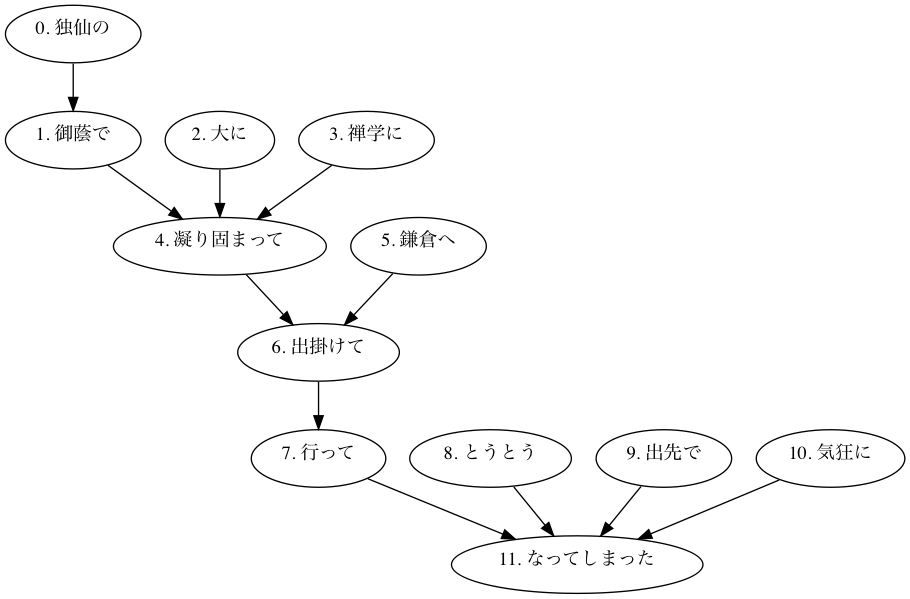 0. 独仙の
1. 御蔭で
2. 大に
3. 禅学に
4. 凝り固まって
5. 鎌倉へ
6. 出掛けて
7. 行って
8. とうとう
9. 出先で
10. 気狂に
11. なってしまった